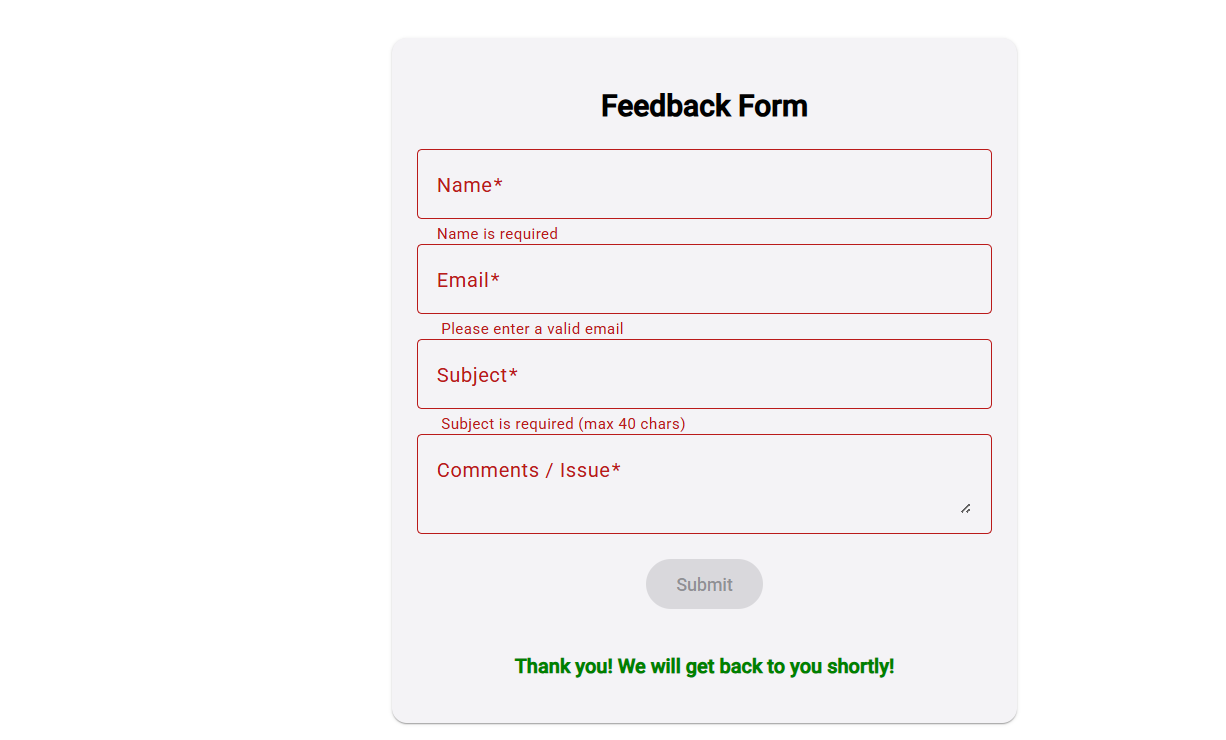 Feedback Form
Name*
Name is required
Email*
Please enter a valid email
Subject*
Subject is required (max 40 chars)
Comments / Issue*
Submit
Thank you! We will get back to you shortly!